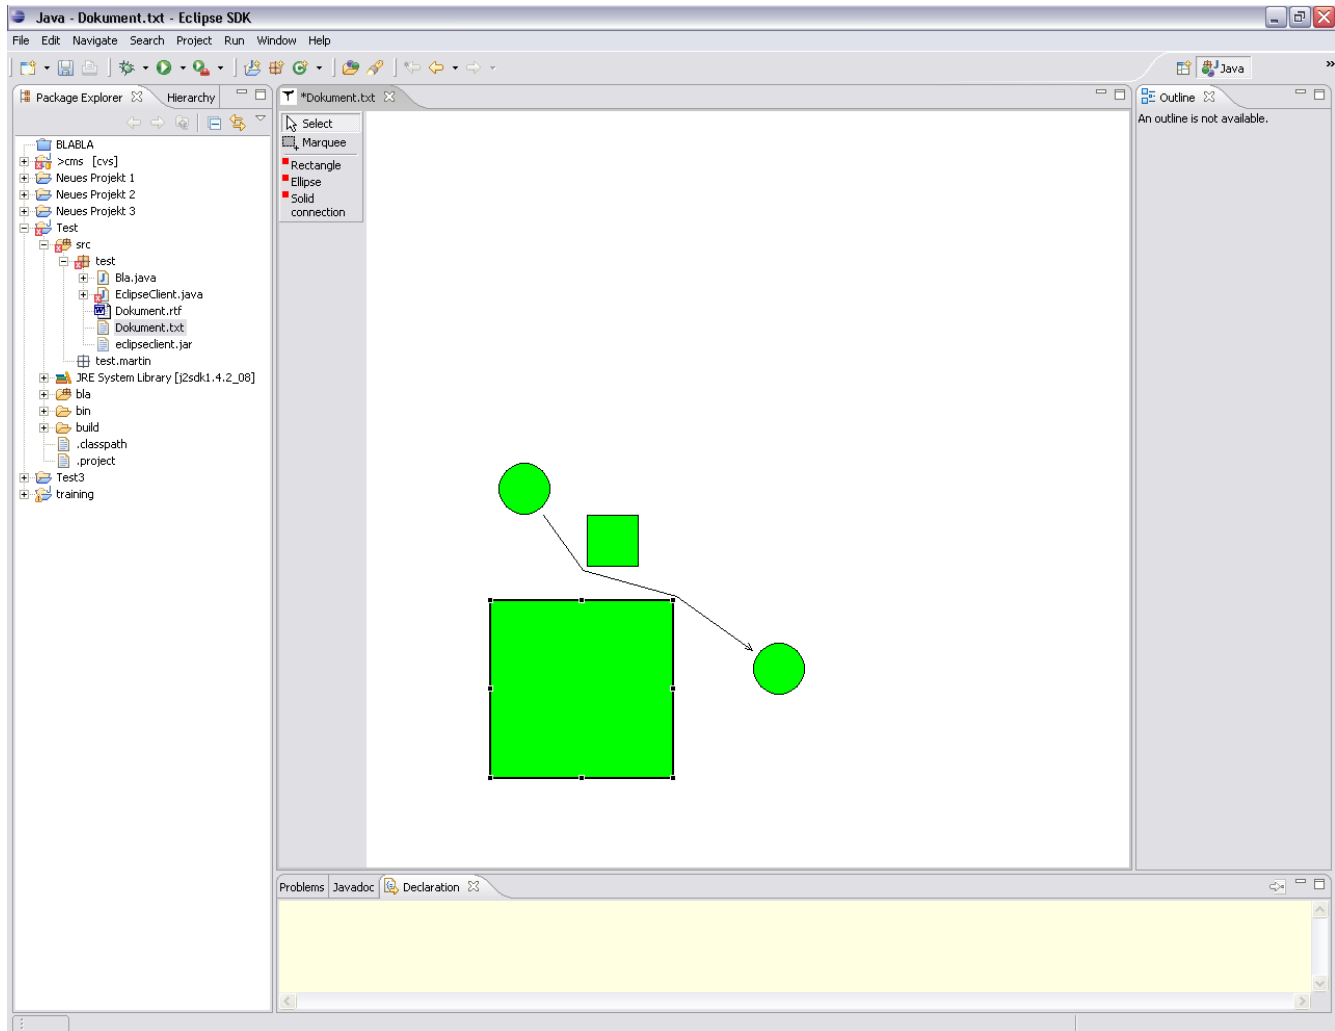 Java - Dokument.txt - Eclipse SDK
File Edit Navigate Search Project Run Window Help
Java
»
Package Explorer
Hierarchy
*Dokument.txt
Outline
Select
An outline is not available.
Marquee
Rectangle
Ellipse
Solid
connection
BLABLA
>cms [cvs]
Neues Projekt 1
Neues Projekt 2
Neues Projekt 3
Test
src
test
Bla.java
EclipseClient.java
Dokument.rtf
Dokument.txt
eclipseclient.jar
test.martin
JRE System Library [j2sdk1.4.2_08]
bla
bin
build
.classpath
.project
Test3
training
Problems Javadoc Declaration